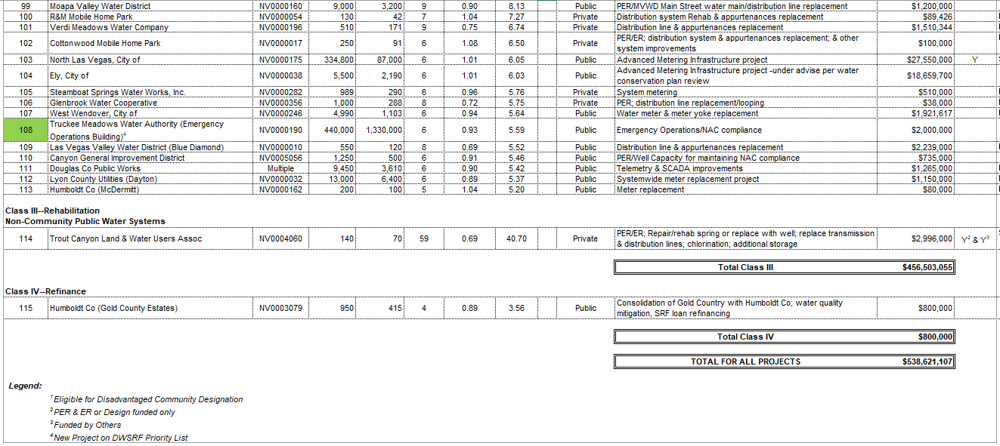 99 Moapa Valley Water District NV0000160 9,000 3,200 9 0.90 8.13 Public PER/MVWD Main Street water main/distribution line replacement $1,200,000
100 R&M Mobile Home Park NV0000054 130 42 7 1.04 7.27 Private Distribution system Rehab & appurtenances replacement $89,426
101 Verdi Meadows Water Company NV0000196 510 171 9 0.75 6.74 Private Distribution line & appurtenances replacement $1,510,344
102 Cottonwood Mobile Home Park NV0000017 250 91 6 1.08 6.50 Private PER/ER; distribution system & appurtenances replacement; & other $100,000
system improvements
103 North Las Vegas, City of NV0000175 334,800 87,000 6 1.01 6.05 Public Advanced Metering Infrastructure project $27,550,000 Y
104 Ely, City of NV0000038 5,500 2,190 6 1.01 6.03 Public Advanced Metering Infrastructure project -under advise per water $18,659,700
conservation plan review
105 Steamboat Springs Water Works, Inc. NV0000282 989 290 6 0.96 5.76 Private System metering $510,000
106 Glenbrook Water Cooperative NV0000356 1,000 288 8 0.72 5.75 Private PER; distribution line replacement/looping $38,000
107 West Wendover, City of NV0000246 4,990 1,103 6 0.94 5.64 Public Water meter & meter yoke replacement $1,921,617
108 Truckee Meadows Water Authority (Emergency NV0000190 440,000 1,330,000 6 0.93 5.59 Public Emergency Operations/NAC compliance $2,000,000
Operations Building)⁴
109 Las Vegas Valley Water District (Blue Diamond) NV0000010 550 120 8 0.69 5.52 Public Distribution line & appurtenances replacement $2,239,000
110 Canyon General Improvement District NV0005056 1,250 500 6 0.91 5.46 Public PER/Well Capacity for maintaining NAC compliance $735,000
111 Douglas Co Public Works Multiple 9,450 3,610 6 0.90 5.42 Public Telemetry & SCADA improvements $1,265,000
112 Lyon County Utilities (Dayton) NV0000032 13,000 6,400 6 0.89 5.37 Public Systemwide meter replacement project $1,150,000
113 Humboldt Co (McDermitt) NV0000162 200 100 5 1.04 5.20 Public Meter replacement $80,000
Class III--Rehabilitation
Non-Community Public Water Systems
114 Trout Canyon Land & Water Users Assoc NV0004060 140 70 59 0.69 40.70 Private PER/ER; Repair/rehab spring or replace with well; replace transmission $2,996,000 Y² & Y³
& distribution lines; chlorination; additional storage
Total Class III $456,503,055
Class IV--Refinance
115 Humboldt Co (Gold County Estates) NV0003079 950 415 4 0.89 3.56 Public Consolidation of Gold Country with Humboldt Co; water quality $800,000
mitigation, SRF loan refinancing
Total Class IV $800,000
TOTAL FOR ALL PROJECTS $538,621,107
Legend:
¹ Eligible for Disadvantaged Community Designation
² PER & ER or Design funded only
³ Funded by Others
⁴ New Project on DWSRF Priority List